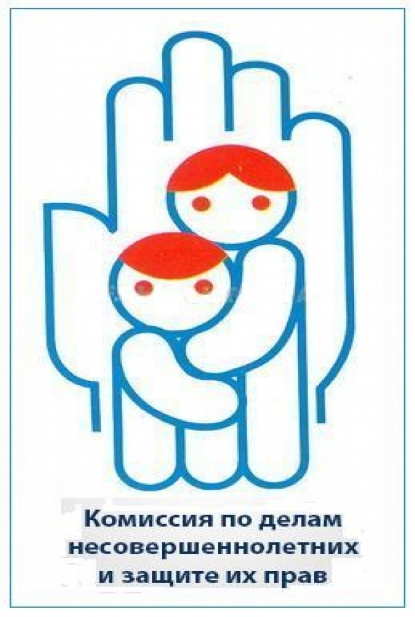 Комиссия по делам
несовершеннолетних
и защите их прав